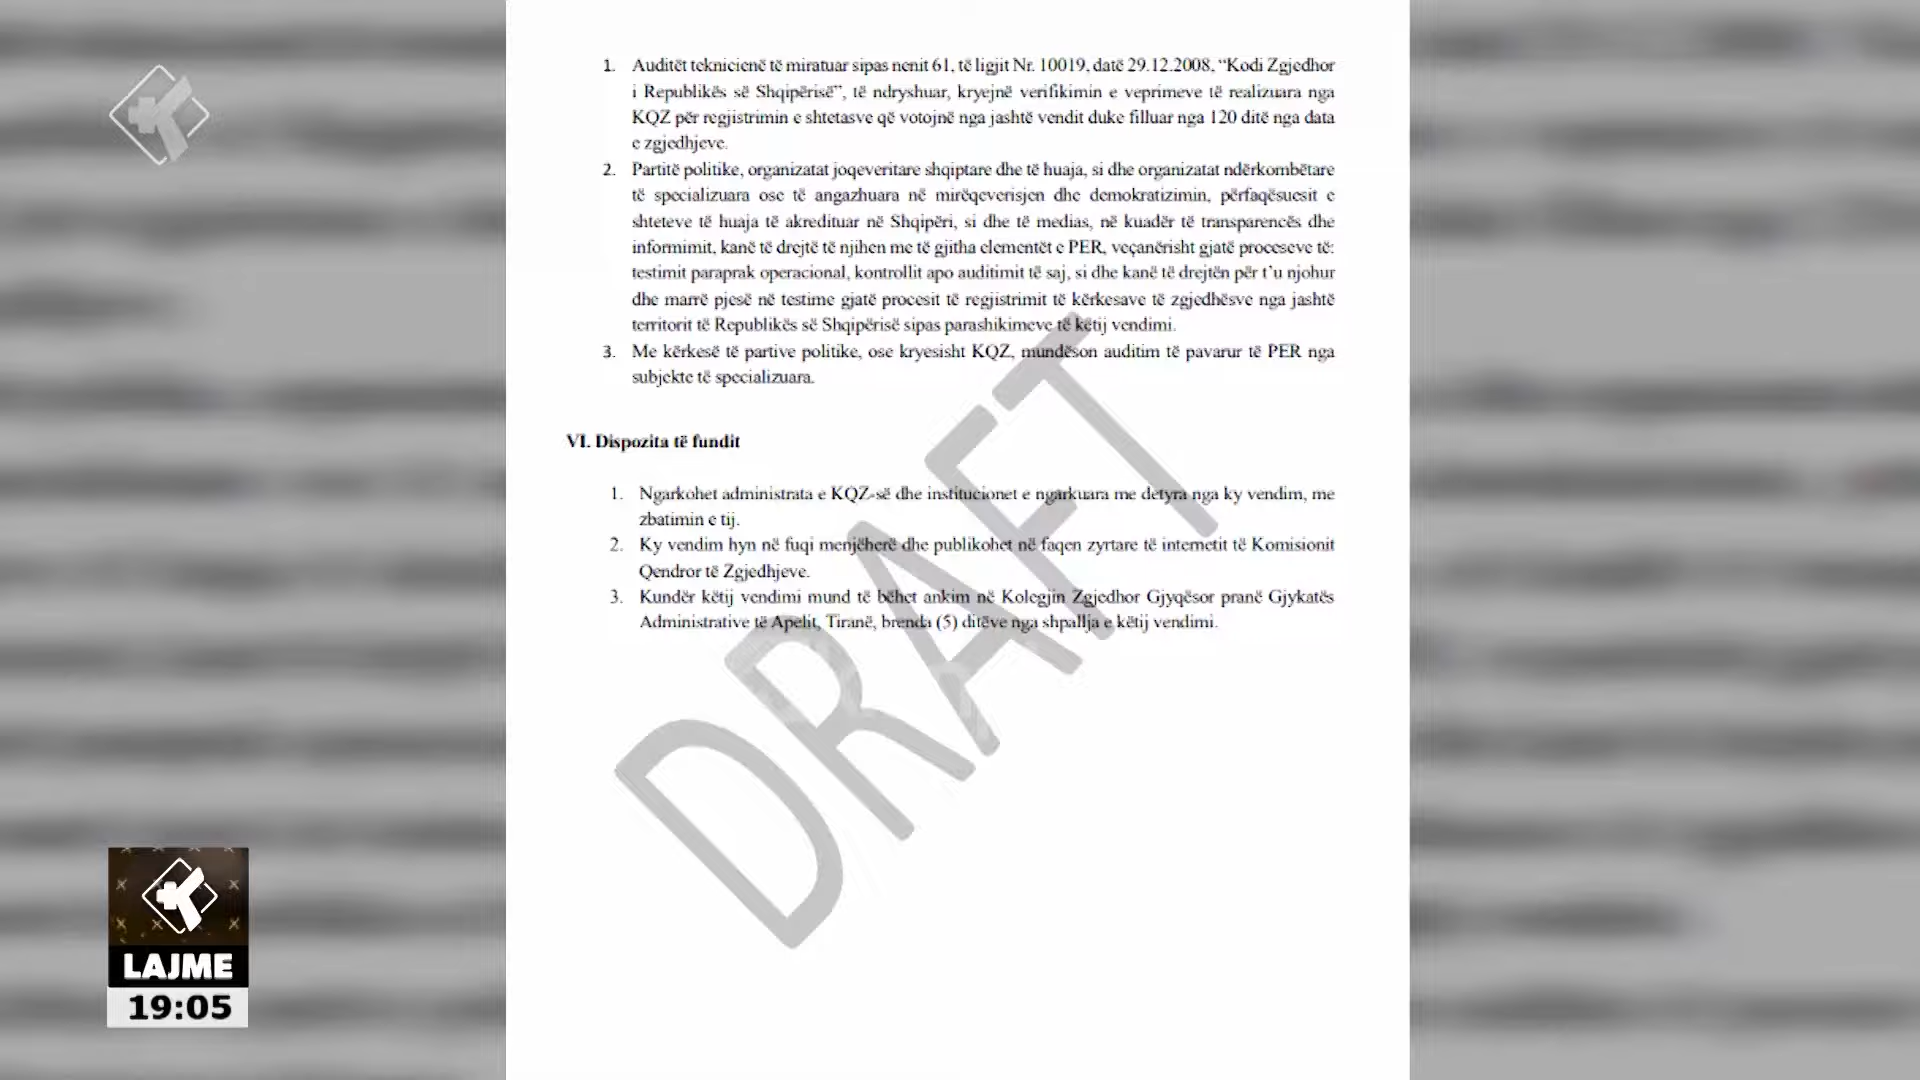 1. Auditët teknicienë të miratuar sipas nenit 61, të ligjit Nr. 10019, datë 29.12.2008, “Kodi Zgjedhor
i Republikës së Shqipërisë”, të ndryshuar, kryejnë verifikimin e veprimeve të realizuara nga
KQZ për regjistrimin e shtetasve që votojnë nga jashtë vendit duke filluar nga 120 ditë nga data
e zgjedhjeve.
2. Partitë politike, organizatat joqeveritare shqiptare dhe të huaja, si dhe organizatat ndërkombëtare
të specializuara ose të angazhuara në mirëqeverisjen dhe demokratizimin, përfaqësuesit e
shteteve të huaja të akredituar në Shqipëri, si dhe të medias, në kuadër të transparencës dhe
informimit, kanë të drejtë të njihen me të gjitha elementët e PER, veçanërisht gjatë proceseve të:
testimit paraprak operacional, kontrollit apo auditimit të saj, si dhe kanë të drejtën për t’u njohur
dhe marrë pjesë në testime gjatë procesit të regjistrimit të kërkesave të zgjedhësve nga jashtë
territorit të Republikës së Shqipërisë sipas parashikimeve të këtij vendimi.
3. Me kërkesë të partive politike, ose kryesisht KQZ, mundëson auditim të pavarur të PER nga
subjekte të specializuara.
VI. Dispozita të fundit
1. Ngarkohet administrata e KQZ-së dhe institucionet e ngarkuara me detyra nga ky vendim, me
zbatimin e tij.
2. Ky vendim hyn në fuqi menjëherë dhe publikohet në faqen zyrtare të internetit të Komisionit
Qendror të Zgjedhjeve.
3. Kundër këtij vendimi mund të bëhet ankim në Kolegjin Zgjedhor Gjyqësor pranë Gjykatës
Administrative të Apelit, Tiranë, brenda (5) ditëve nga shpallja e këtij vendimi.
DRAFT
LAJME
19:05